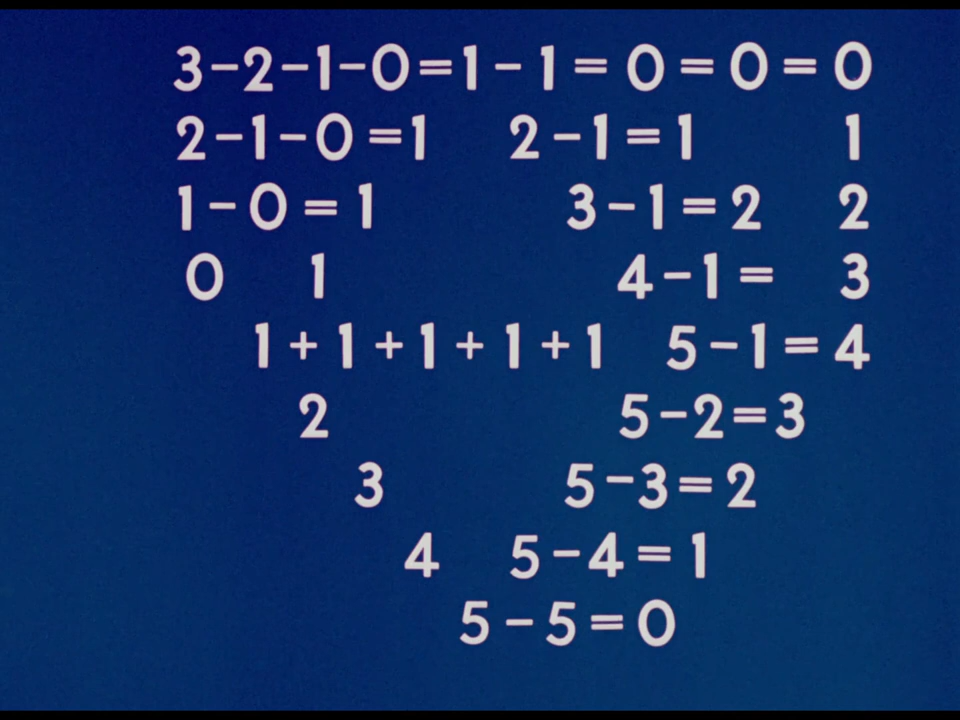 3-2-1-0=1-1=0=0=0
2-1-0=1 2-1=1 1
1-0=1 3-1=2 2
0 1 4-1= 3
1+1+1+1+1 5-1=4
2 5-2=3
3 5-3=2
4 5-4=1
5-5=0